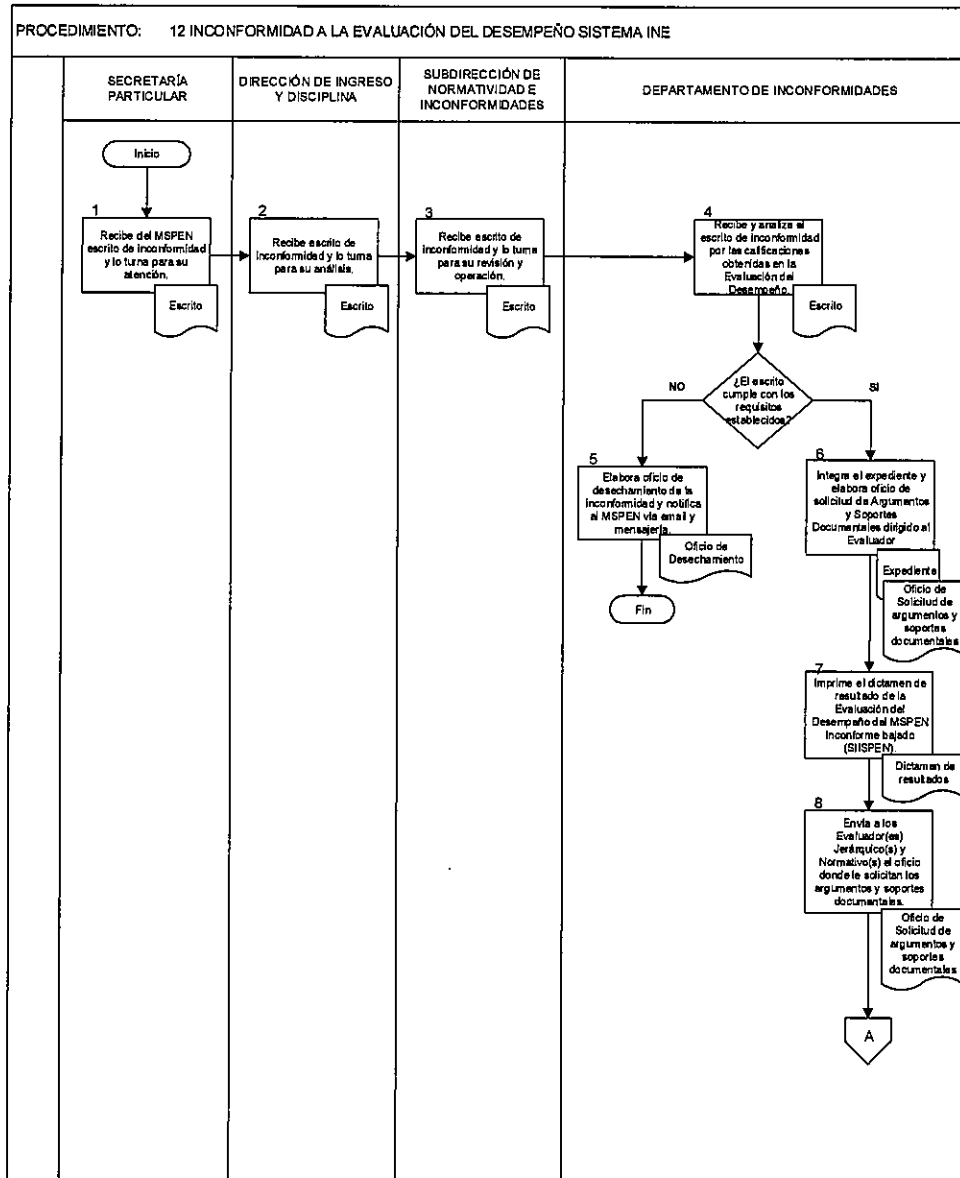 PROCEDIMIENTO: 12 INCONFORMIDAD A LA EVALUACIÓN DEL DESEMPEÑO SISTEMA INE
SECRETARÍA
PARTICULAR
DIRECCIÓN DE INGRESO
Y DISCIPLINA
SUBDIRECCIÓN DE
NORMATIVIDAD E
INCONFORMIDADES
DEPARTAMENTO DE INCONFORMIDADES
Inicio
1
Recibe del MSPEN
escrito de inconformidad
y lo turna para su
atención.
Escrito
2
Recibe escrito de
inconformidad y lo turna
para su análisis.
Escrito
3
Recibe escrito de
inconformidad y lo turna
para su revisión y
operación.
Escrito
4
Recibe y analiza el
escrito de inconformidad
por las calificaciones
obtenidas en la
Evaluación del
Desempeño.
Escrito
¿El escrito
cumple con los
requisitos
establecidos?
NO
SI
5
Elabora oficio de
desechamiento de la
inconformidad y notifica
al MSPEN vía email y
mensajería.
Oficio de
Desechamiento
Fin
6
Integra el expediente y
elabora oficio de
solicitud de Argumentos
y Soportes
Documentales dirigido al
Evaluador
Expediente
Oficio de
Solicitud de
argumentos y
soportes
documentales
7
Imprime el dictamen de
resultado de la
Evaluación del
Desempeño del MSPEN
Inconforme bajado
(SIISPEN).
Dictamen de
resultados
8
Envía a los
Evaluador(es)
Jerárquico(s) y
Normativo(s) el oficio
donde le solicitan los
argumentos y soportes
documentales.
Oficio de
Solicitud de
argumentos y
soportes
documentales
A